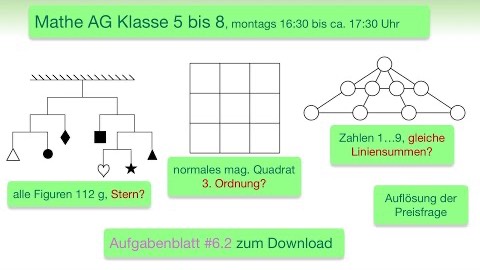 Mathe AG Klasse 5 bis 8, montags 16:30 bis ca. 17:30 Uhr
alle Figuren 112 g, Stern?
normales mag. Quadrat
3. Ordnung?
Zahlen 1...9, gleiche
Liniensummen?
Auflösung der
Preisfrage
Aufgabenblatt #6.2 zum Download